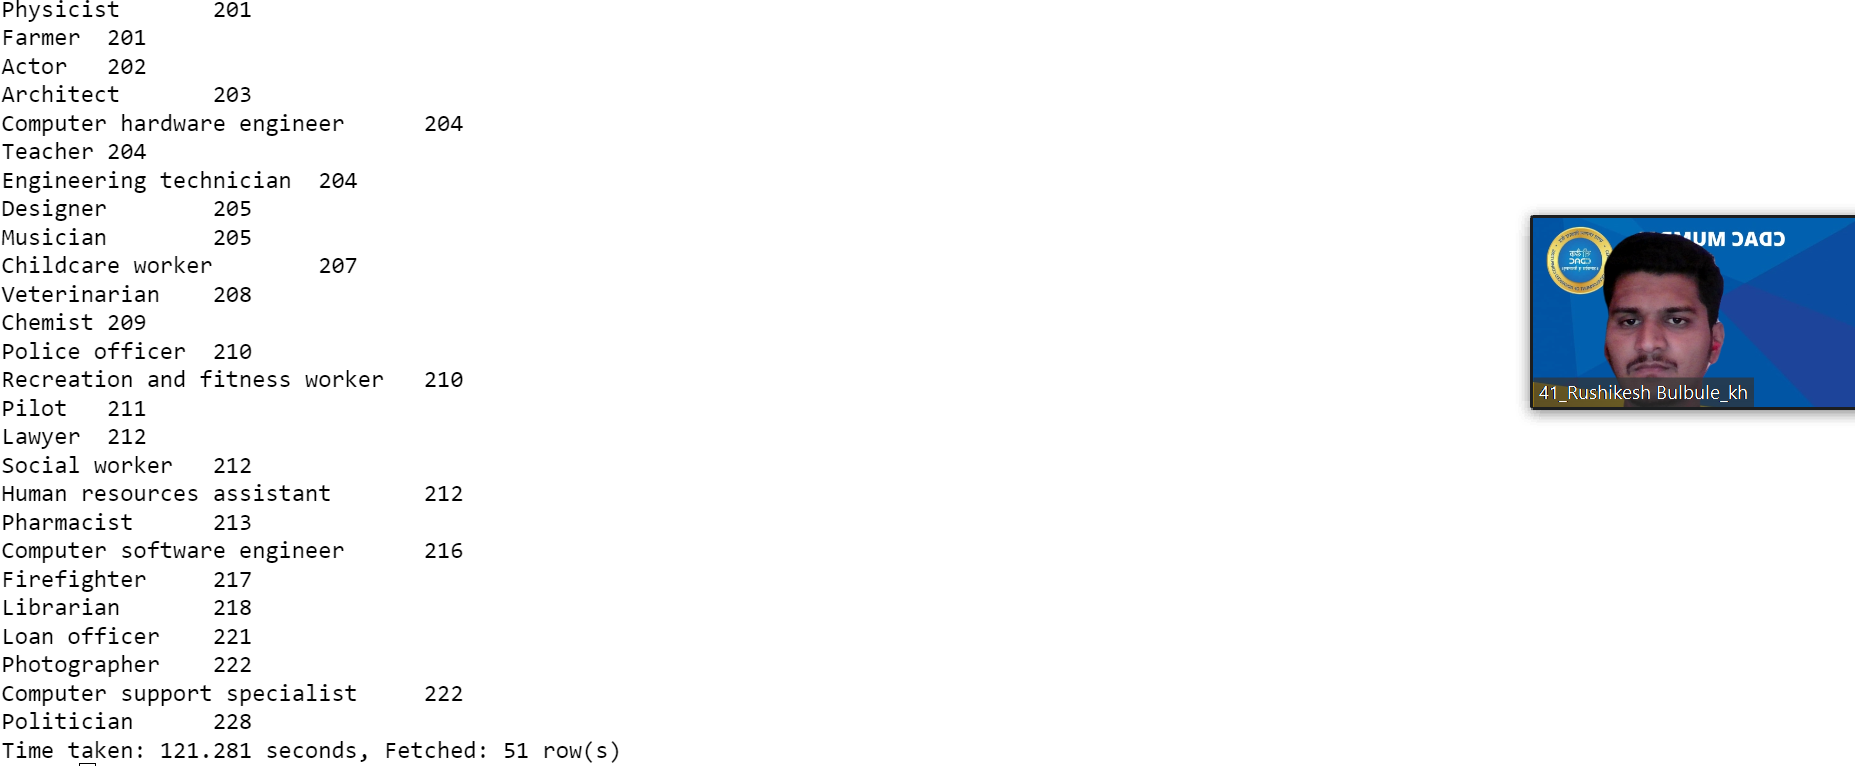 Physicist 201
Farmer 201
Actor 202
Architect 203
Computer hardware engineer 204
Teacher 204
Engineering technician 204
Designer 205
Musician 205
Childcare worker 207
Veterinarian 208
Chemist 209
Police officer 210
Recreation and fitness worker 210
Pilot 211
Lawyer 212
Social worker 212
Human resources assistant 212
Pharmacist 213
Computer software engineer 216
Firefighter 217
Librarian 218
Loan officer 221
Photographer 222
Computer support specialist 222
Politician 228
Time taken: 121.281 seconds, Fetched: 51 row(s)
CDAC
41_Rushikesh Bulbule_kh